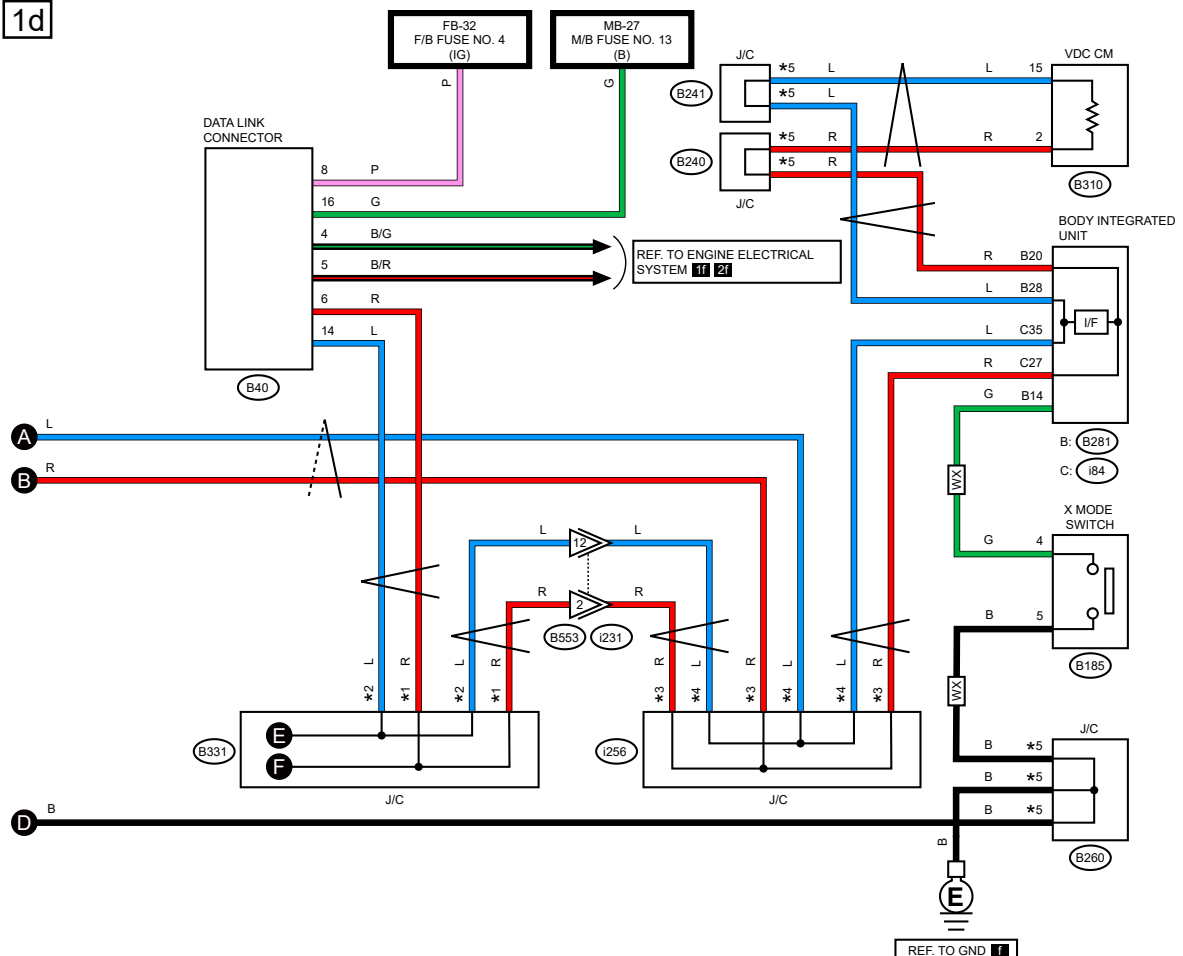 1d
FB-32
F/B FUSE NO. 4
(IG)
MB-27
M/B FUSE NO. 13
(B)
P
G
J/C
B241
*5 L
*5 L
L 15
VDC CM
B240
*5 R
*5 R
R 2
J/C
B310
DATA LINK
CONNECTOR
8 P
16 G
4 B/G
5 B/R
6 R
14 L
B40
REF. TO ENGINE ELECTRICAL
SYSTEM 1f 2f
BODY INTEGRATED
UNIT
R B20
L B28
I/F
L C35
R C27
G B14
B: B281
C: i84
A L
B R
WX
X MODE
SWITCH
G 4
B 5
B185
WX
L 12 L
R 2 R
B553 i231
L R L R
*2 *1 *2 *1
R L R L L R
*3 *4 *3 *4 *4 *3
B331
E
F
J/C
i256
J/C
J/C
B *5
B *5
B *5
B260
D B
B
E
REF. TO GND f